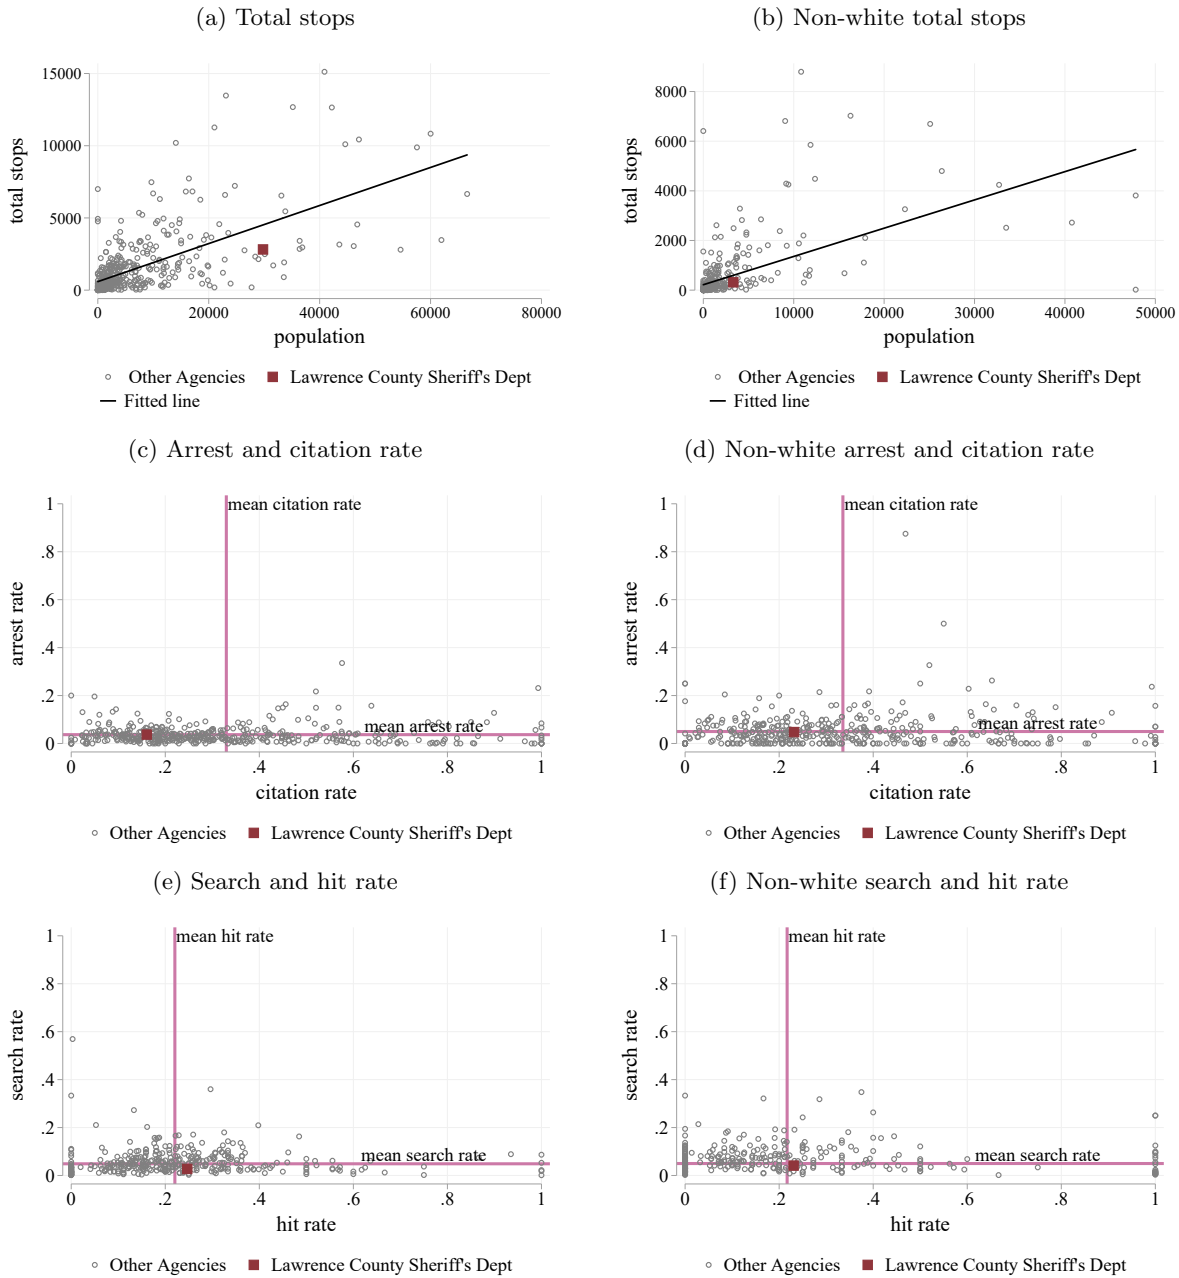 (a) Total stops
(b) Non-white total stops
total stops
15000
10000
5000
0
0 20000 40000 60000 80000
population
Other Agencies Lawrence County Sheriff's Dept
Fitted line
total stops
8000
6000
4000
2000
0
0 10000 20000 30000 40000 50000
population
Other Agencies Lawrence County Sheriff's Dept
Fitted line
(c) Arrest and citation rate
(d) Non-white arrest and citation rate
arrest rate
1
.8
.6
.4
.2
0
mean citation rate
mean arrest rate
0 .2 .4 .6 .8 1
citation rate
Other Agencies Lawrence County Sheriff's Dept
arrest rate
1
.8
.6
.4
.2
0
mean citation rate
mean arrest rate
0 .2 .4 .6 .8 1
citation rate
Other Agencies Lawrence County Sheriff's Dept
(e) Search and hit rate
(f) Non-white search and hit rate
search rate
1
.8
.6
.4
.2
0
mean hit rate
mean search rate
0 .2 .4 .6 .8 1
hit rate
Other Agencies Lawrence County Sheriff's Dept
search rate
1
.8
.6
.4
.2
0
mean hit rate
mean search rate
0 .2 .4 .6 .8 1
hit rate
Other Agencies Lawrence County Sheriff's Dept